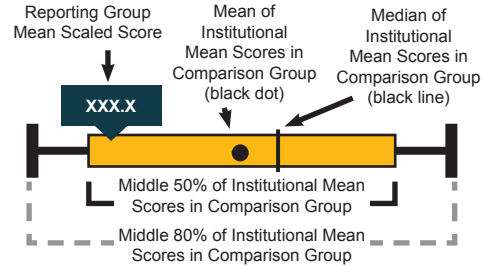 Reporting Group
Mean Scaled Score
Mean of
Institutional
Mean Scores in
Comparison Group
(black dot)
Median of
Institutional
Mean Scores in
Comparison Group
(black line)
XXX.X
Middle 50% of Institutional Mean
Scores in Comparison Group
Middle 80% of Institutional Mean
Scores in Comparison Group